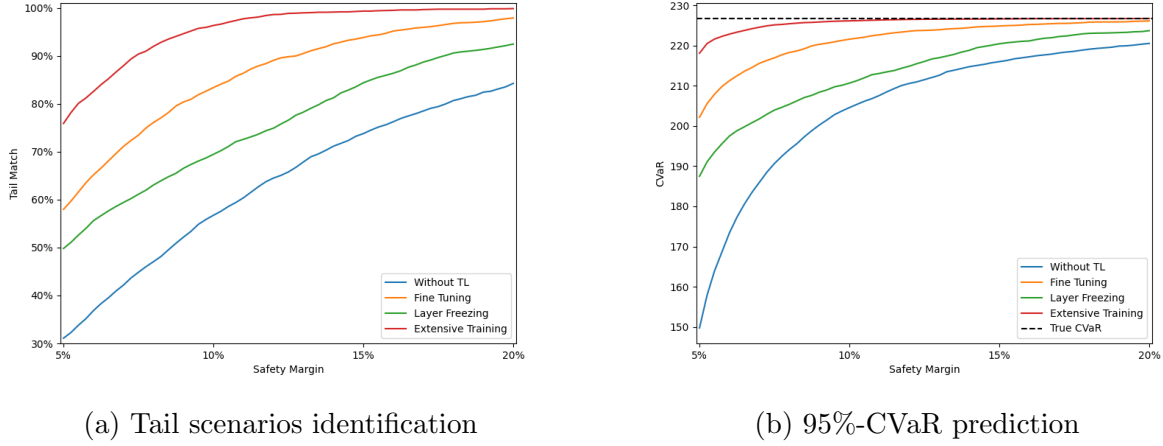 100%
90%
80%
70%
60%
50%
40%
30%
Tail Match
5%
10%
15%
20%
Safety Margin
Without TL
Fine Tuning
Layer Freezing
Extensive Training
(a) Tail scenarios identification
230
220
210
200
190
180
170
160
150
CVaR
5%
10%
15%
20%
Safety Margin
Without TL
Fine Tuning
Layer Freezing
Extensive Training
True CVaR
(b) 95%-CVaR prediction